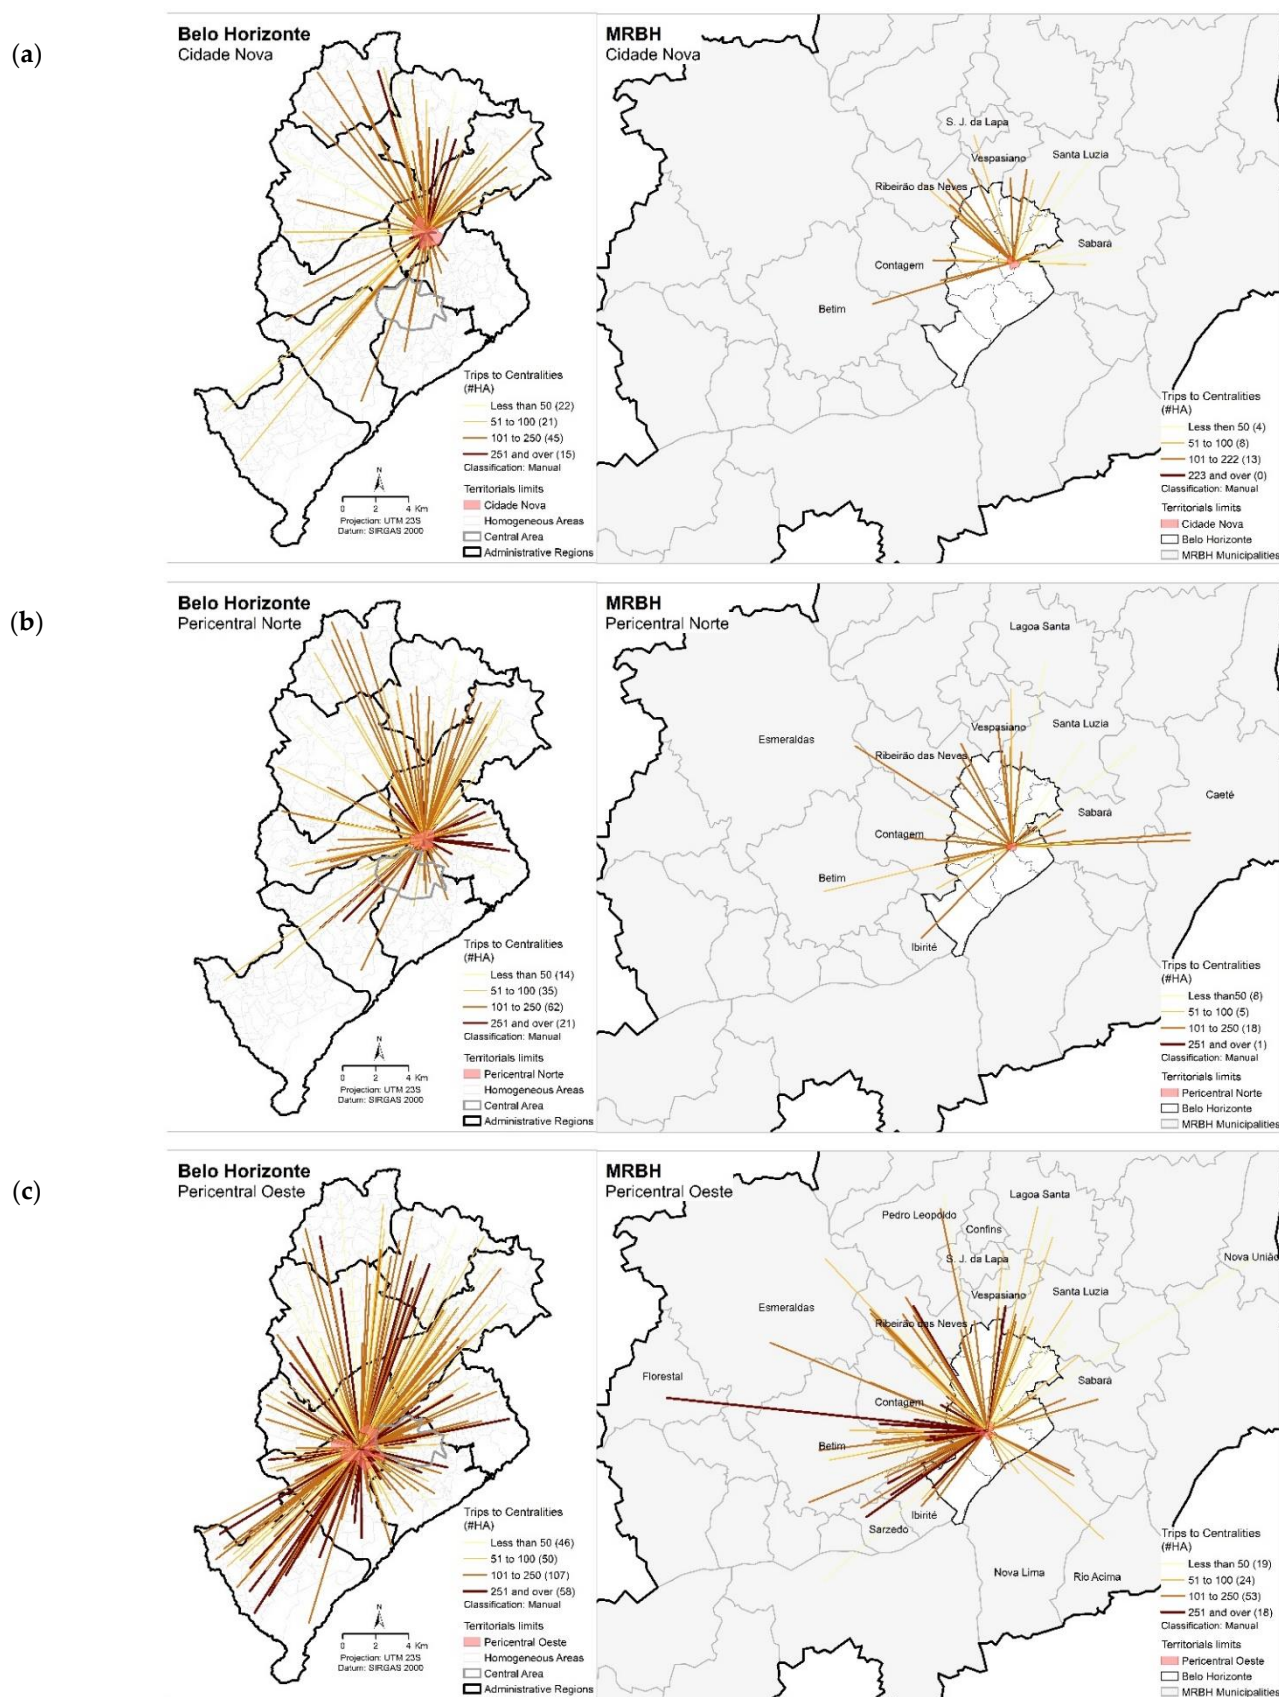 (a)
Belo Horizonte
Cidade Nova
Trips to Centralities
(#HA)
Less than 50 (22)
51 to 100 (21)
101 to 250 (45)
251 and over (15)
Classification: Manual
Territorials limits
Cidade Nova
Homogeneous Areas
Central Area
Administrative Regions
N
0 2 4 Km
Projection: UTM 23S
Datum: SIRGAS 2000
MRBH
Cidade Nova
S. J. da Lapa
Vespasiano
Santa Luzia
Ribeirão das Neves
Sabará
Contagem
Betim
Trips to Centralities
(#HA)
Less then 50 (4)
51 to 100 (8)
101 to 222 (13)
223 and over (0)
Classification: Manual
Territorials limits
Cidade Nova
Belo Horizonte
MRBH Municipalities
(b)
Belo Horizonte
Pericentral Norte
Trips to Centralities
(#HA)
Less than 50 (14)
51 to 100 (35)
101 to 250 (62)
251 and over (21)
Classification: Manual
Territorials limits
Pericentral Norte
Homogeneous Areas
Central Area
Administrative Regions
N
0 2 4 Km
Projection: UTM 23S
Datum: SIRGAS 2000
MRBH
Pericentral Norte
Lagoa Santa
Esmeraldas
Vespasiano
Santa Luzia
Ribeirão das Neves
Caeté
Sabará
Contagem
Betim
Ibirité
Trips to Centralities
(#HA)
Less than50 (8)
51 to 100 (5)
101 to 250 (18)
251 and over (1)
Classification: Manual
Territorials limits
Pericentral Norte
Belo Horizonte
MRBH Municipalities
(c)
Belo Horizonte
Pericentral Oeste
Trips to Centralities
(#HA)
Less than 50 (46)
51 to 100 (50)
101 to 250 (107)
251 and over (58)
Classification: Manual
Territorials limits
Pericentral Oeste
Homogeneous Areas
Central Area
Administrative Regions
N
0 2 4 Km
Projection: UTM 23S
Datum: SIRGAS 2000
MRBH
Pericentral Oeste
Lagoa Santa
Pedro Leopoldo
Confins
S. J. da Lapa
Nova União
Vespasiano
Santa Luzia
Esmeraldas
Ribeirão das Neves
Florestal
Sabará
Contagem
Betim
Ibirité
Sarzedo
Nova Lima
Rio Acima
Trips to Centralities
(#HA)
Less than 50 (19)
51 to 100 (24)
101 to 250 (53)
251 and over (18)
Classification: Manual
Territorials limits
Pericentral Oeste
Belo Horizonte
MRBH Municipalities